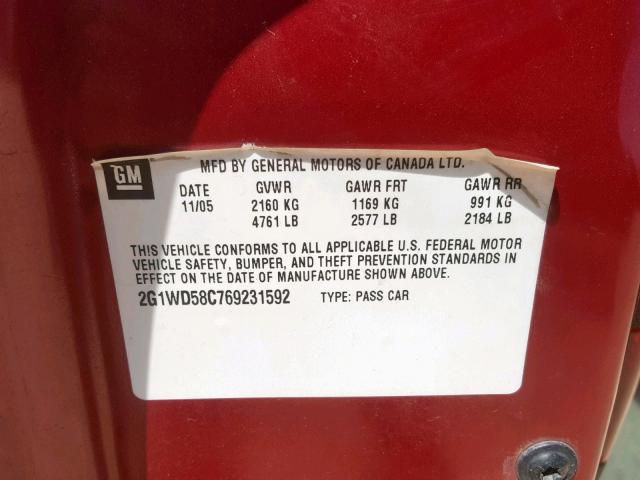 GM MFD BY GENERAL MOTORS OF CANADA LTD.
DATE GVWR GAWR FRT GAWR RR
11/05 2160 KG 1169 KG 991 KG
4761 LB 2577 LB 2184 LB
THIS VEHICLE CONFORMS TO ALL APPLICABLE U.S. FEDERAL MOTOR
VEHICLE SAFETY, BUMPER, AND THEFT PREVENTION STANDARDS IN
EFFECT ON THE DATE OF MANUFACTURE SHOWN ABOVE.
2G1WD58C769231592 TYPE: PASS CAR